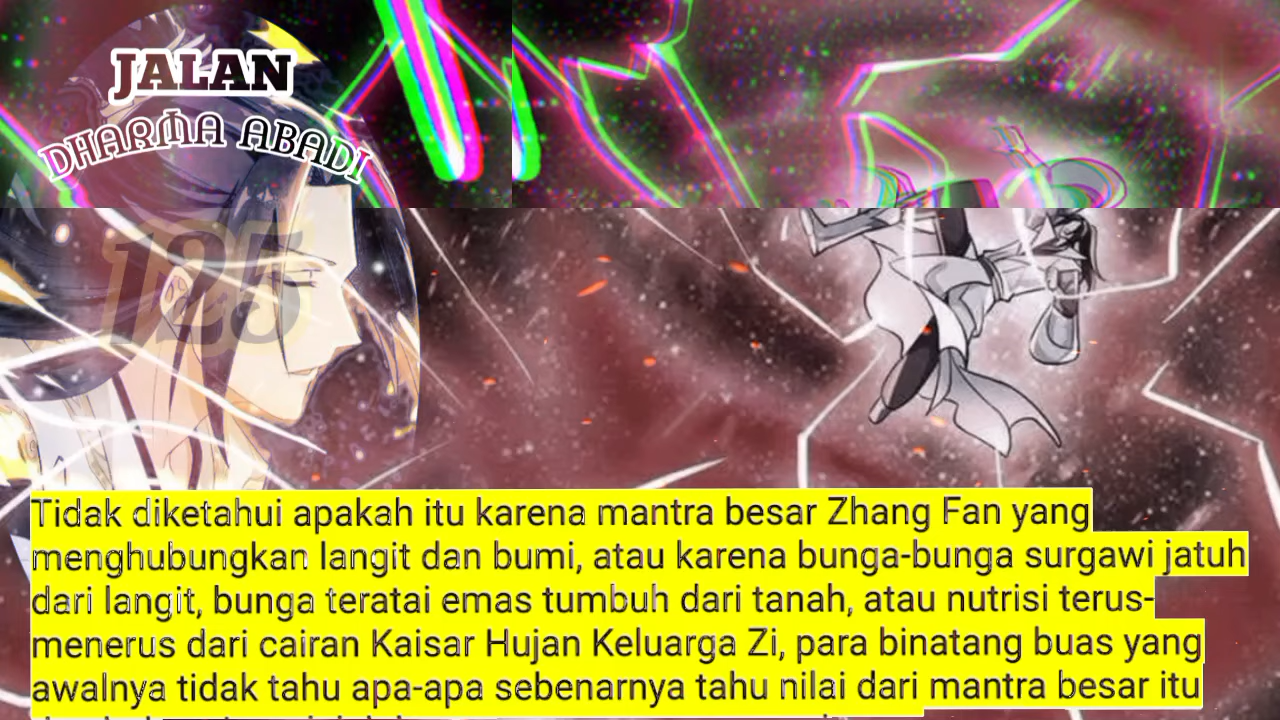 JALAN
DHARMA ABADI
125
Tidak diketahui apakah itu karena mantra besar Zhang Fan yang
menghubungkan langit dan bumi, atau karena bunga-bunga surgawi jatuh
dari langit, bunga teratai emas tumbuh dari tanah, atau nutrisi terus-
menerus dari cairan Kaisar Hujan Keluarga Zi, para binatang buas yang
awalnya tidak tahu apa-apa sebenarnya tahu nilai dari mantra besar itu